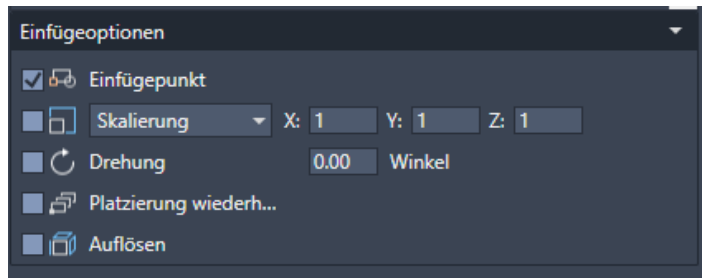 Einfügeoptionen
Einfügepunkt
Skalierung X: 1 Y: 1 Z: 1
Drehung 0.00 Winkel
Platzierung wiederh...
Auflösen